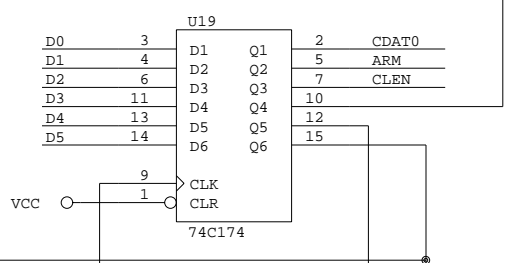 U19
D0 3 D1 Q1 2 CDAT0
D1 4 D2 Q2 5 ARM
D2 6 D3 Q3 7 CLEN
D3 11 D4 Q4 10
D4 13 D5 Q5 12
D5 14 D6 Q6 15
9 CLK
VCC 1 CLR
74C174